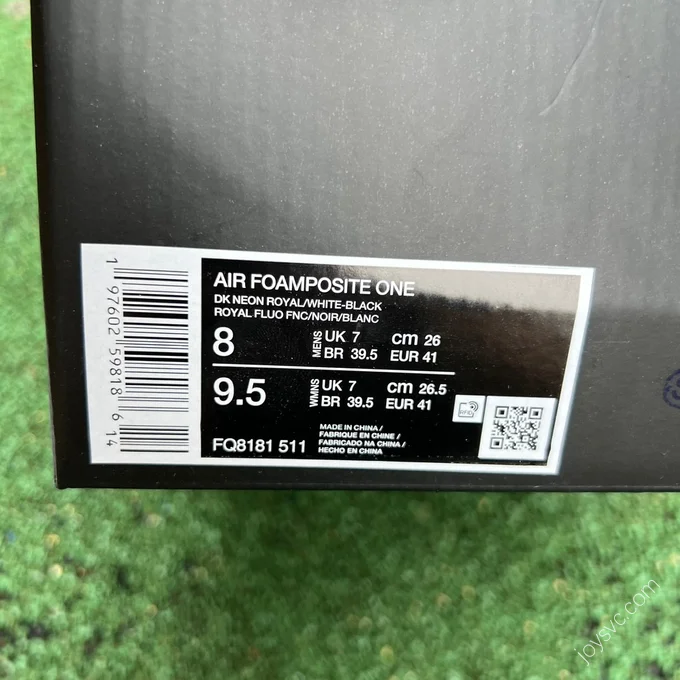 AIR FOAMPOSITE ONE
DK NEON ROYAL/WHITE-BLACK
ROYAL FLUO FNC/NOIR/BLANC
8 MENS UK 7 cm 26
BR 39.5 EUR 41
9.5 WMNS UK 7 cm 26.5
BR 39.5 EUR 41
FQ8181 511
MADE IN CHINA /
FABRIQUE EN CHINE /
FABRICADO NA CHINA /
HECHO EN CHINA
1 97602 59818 6 14
joysvc.com